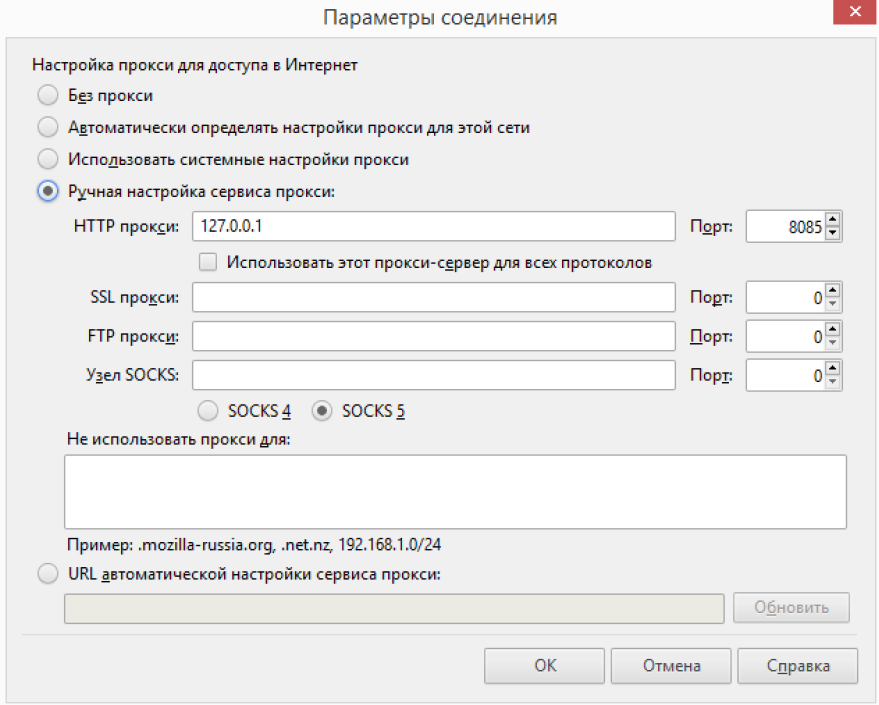 Параметры соединения
Настройка прокси для доступа в Интернет
Без прокси
Автоматически определять настройки прокси для этой сети
Использовать системные настройки прокси
Ручная настройка сервиса прокси:
HTTP прокси: 127.0.0.1 Порт: 8085
Использовать этот прокси-сервер для всех протоколов
SSL прокси: Порт: 0
FTP прокси: Порт: 0
Узел SOCKS: Порт: 0
SOCKS 4 SOCKS 5
Не использовать прокси для:
Пример: .mozilla-russia.org, .net.nz, 192.168.1.0/24
URL автоматической настройки сервиса прокси:
Обновить
OK Отмена Справка